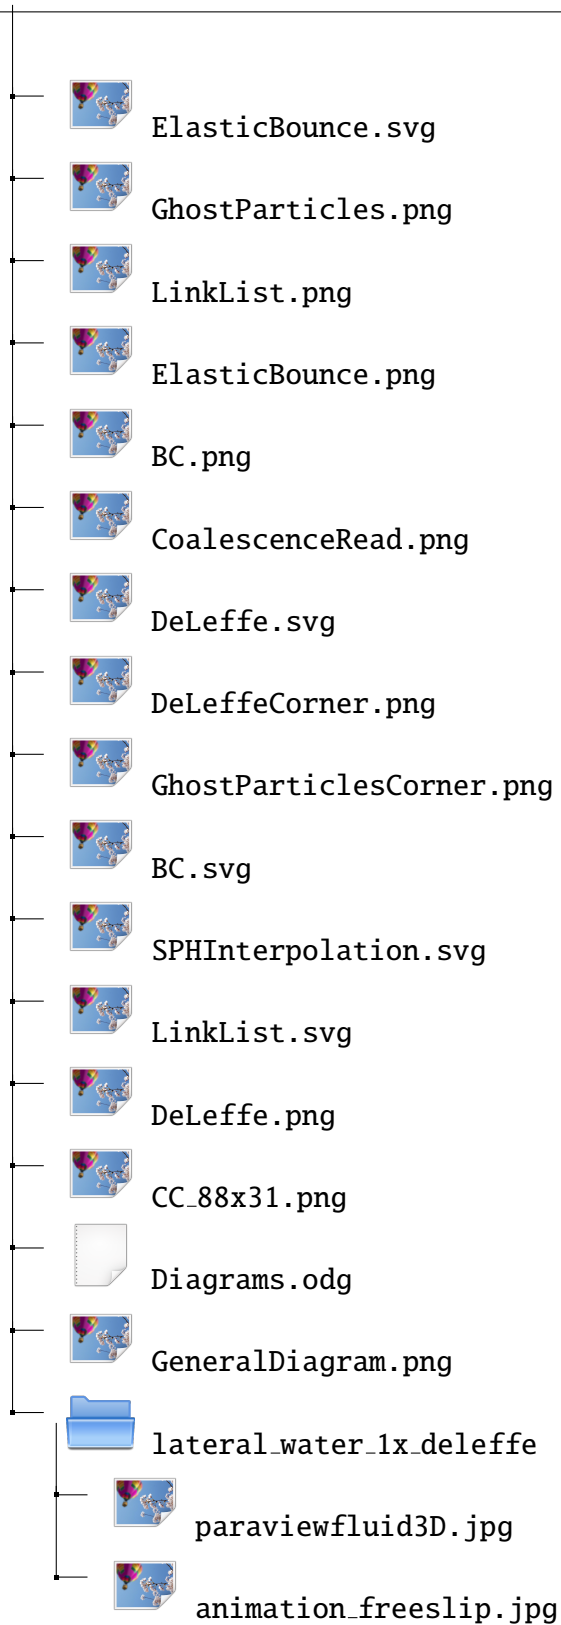 ElasticBounce.svg
GhostParticles.png
LinkList.png
ElasticBounce.png
BC.png
CoalescenceRead.png
DeLeffe.svg
DeLeffeCorner.png
GhostParticlesCorner.png
BC.svg
SPHInterpolation.svg
LinkList.svg
DeLeffe.png
CC_88x31.png
Diagrams.odg
GeneralDiagram.png
lateral_water_1x_deleffe
paraviewfluid3D.jpg
animation_freeslip.jpg